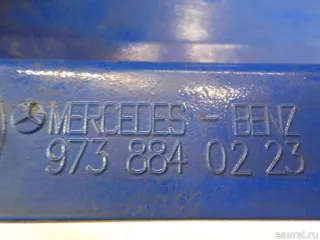 MERCEDES - BENZ
973 884 02 23
esural.ru